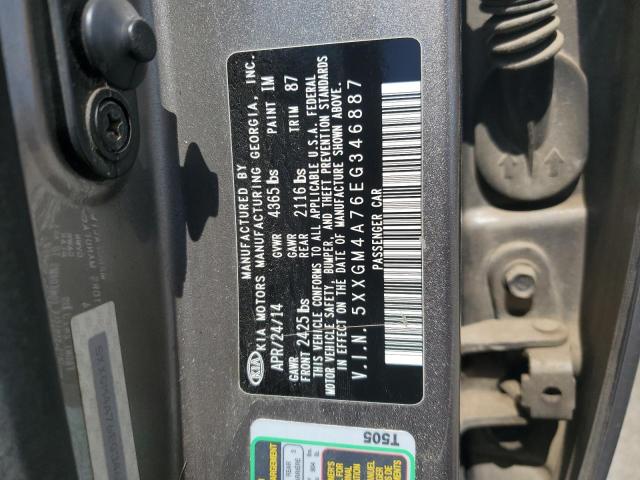 KIA
MANUFACTURED BY
KIA MOTORS MANUFACTURING GEORGIA, INC.
APR/24/14 GVWR 4365 lbs PAINT 1M
GAWR GAWR
FRONT 2425 lbs REAR 2116 lbs TRIM 87
THIS VEHICLE CONFORMS TO ALL APPLICABLE U.S.A. FEDERAL
MOTOR VEHICLE SAFETY, BUMPER, AND THEFT PREVENTION STANDARDS
IN EFFECT ON THE DATE OF MANUFACTURE SHOWN ABOVE.
V.I.N. 5XXGM4A76EG346887
PASSENGER CAR
T505
REAR